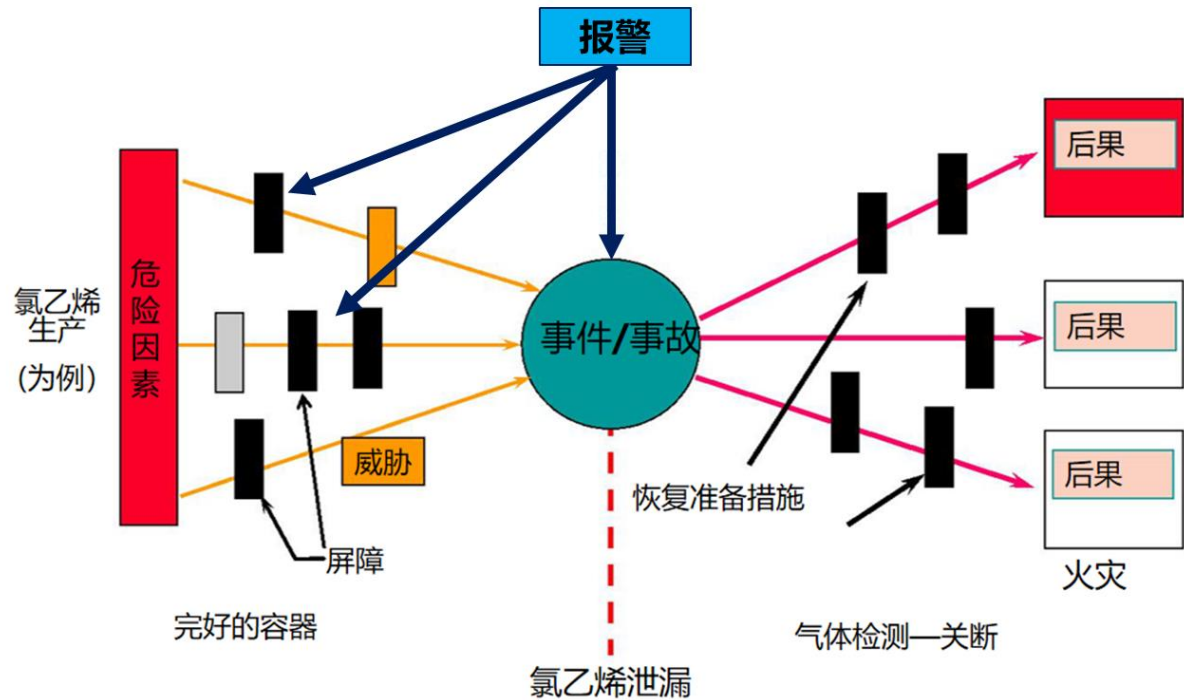 报警
后果
危
险
因
素
氯乙烯
生产
(为例)
事件/事故
后果
威胁
后果
恢复准备措施
屏障
火灾
完好的容器
气体检测—关断
氯乙烯泄漏